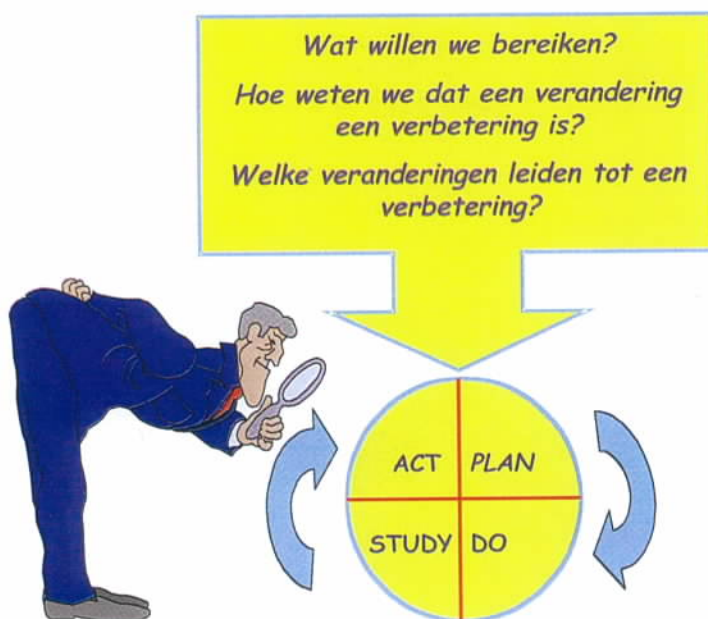 Wat willen we bereiken?
Hoe weten we dat een verandering
een verbetering is?
Welke veranderingen leiden tot een
verbetering?
ACT PLAN
STUDY DO